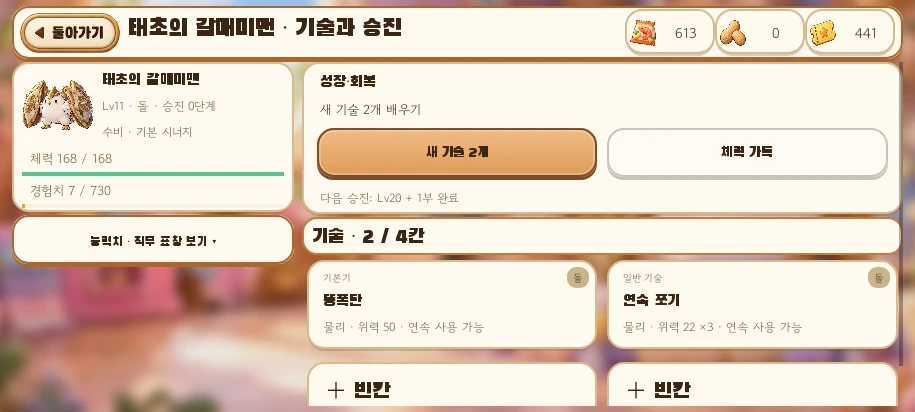 ◀ 돌아가기
태초의 갈매미맨 · 기술과 승진
613
0
441
태초의 갈매미맨
Lv11 · 돌 · 승진 0단계
수비 · 기본 시너지
체력 168 / 168
경험치 7 / 730
능력치 · 직무 표창 보기 ▾
성장·회복
새 기술 2개 배우기
새 기술 2개
체력 가득
다음 승진: Lv20 + 1부 완료
기술 · 2 / 4칸
기본기
돌
똥폭탄
물리 · 위력 50 · 연속 사용 가능
일반 기술
돌
연속 쪼기
물리 · 위력 22 ×3 · 연속 사용 가능
+ 빈칸
+ 빈칸